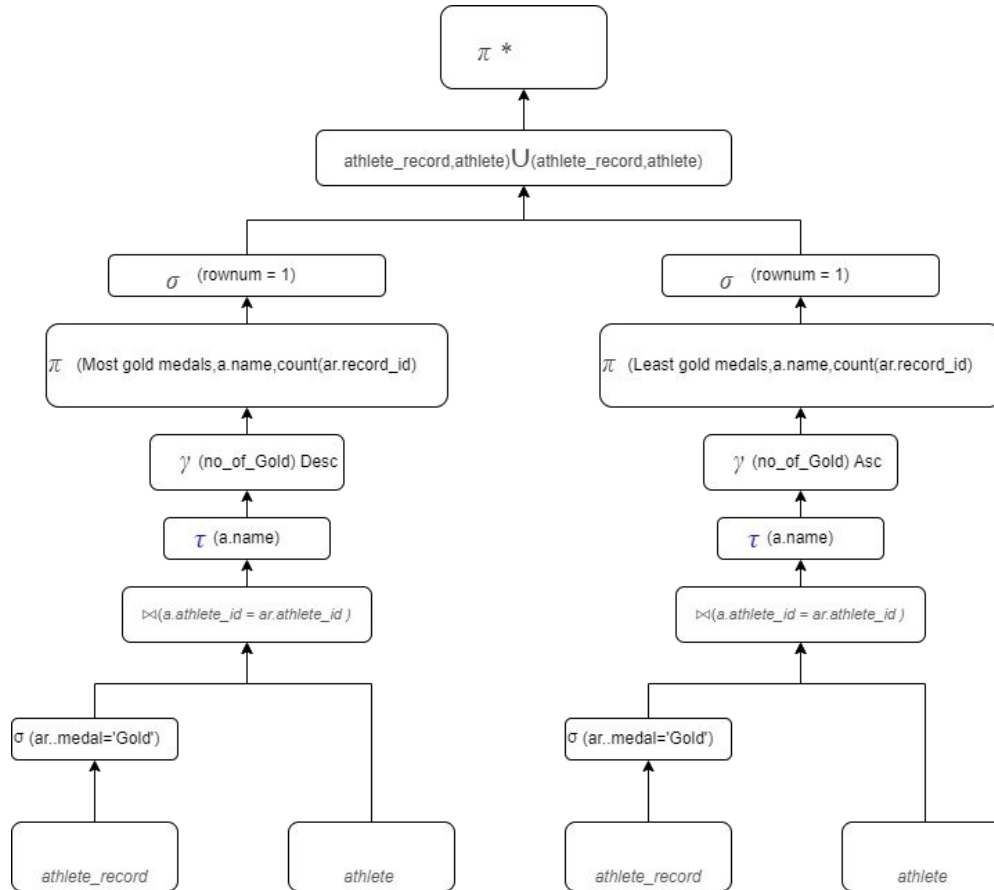 π *
athlete_record,athlete)∪(athlete_record,athlete)
σ (rownum = 1)
σ (rownum = 1)
π (Most gold medals,a.name,count(ar.record_id)
π (Least gold medals,a.name,count(ar.record_id)
γ (no_of_Gold) Desc
γ (no_of_Gold) Asc
τ (a.name)
τ (a.name)
⋈(a.athlete_id = ar.athlete_id )
⋈(a.athlete_id = ar.athlete_id )
σ (ar..medal='Gold')
σ (ar..medal='Gold')
athlete_record
athlete
athlete_record
athlete